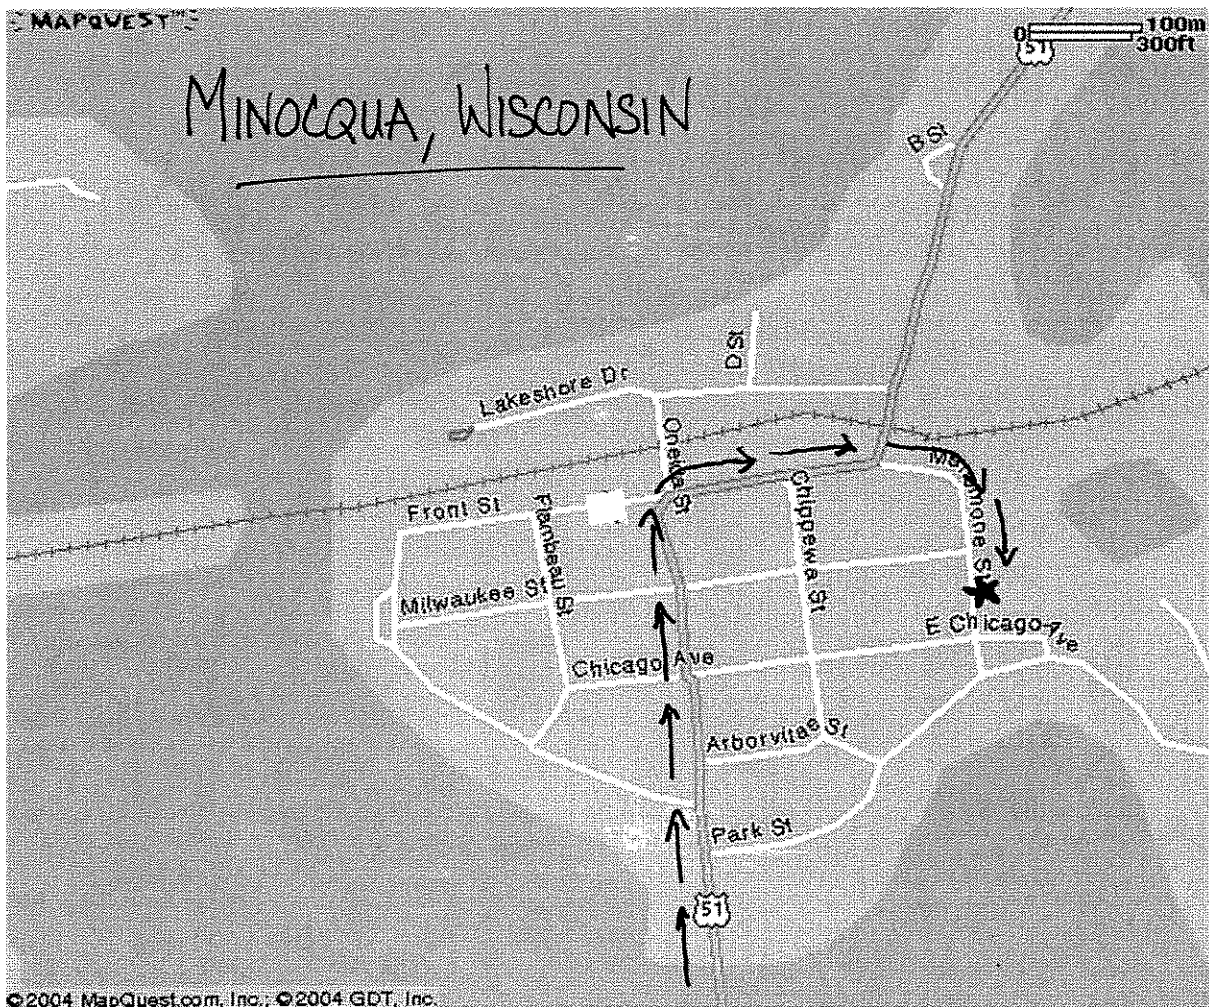 MAPQUEST™
0 100m
300ft
51
MINOCQUA, WISCONSIN
B St
D St
Lakeshore Dr
Oneida St
Front St
Flambeau St
Chippewa St
Menominee St
Milwaukee St
E Chicago Ave
Chicago Ave
Arborvitae St
Park St
51
©2004 MapQuest.com, Inc.; ©2004 GDT, Inc.